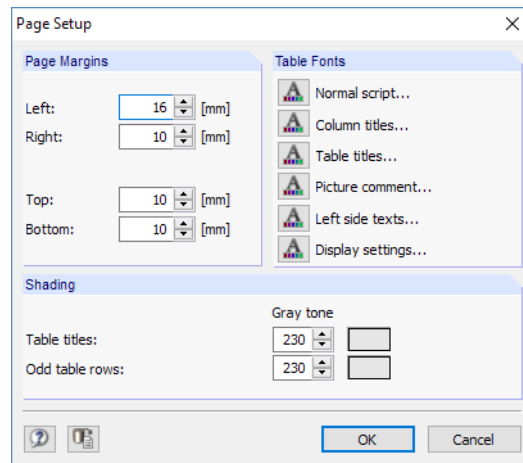 Page Setup
Page Margins
Left: 16 [mm]
Right: 10 [mm]
Top: 10 [mm]
Bottom: 10 [mm]
Table Fonts
Normal script...
Column titles...
Table titles...
Picture comment...
Left side texts...
Display settings...
Shading
Gray tone
Table titles: 230
Odd table rows: 230
OK Cancel